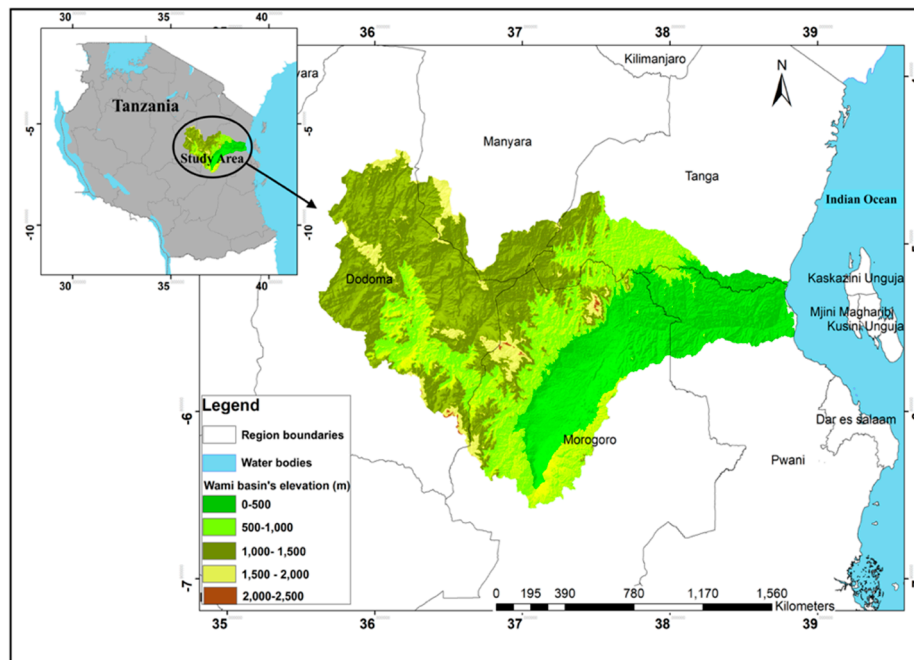 30 35 40
36 37 38 39
Tanzania
Study Area
-5
-10
30 35 40
-5
-10
Kilimanjaro
N
Manyara
Tanga
Indian Ocean
Dodoma
Kaskazini Unguja
Mjini Magharibi
Kusini Unguja
Dar es salaam
Morogoro
Pwani
-6
-7
Legend
Region boundaries
Water bodies
Wami basin's elevation (m)
0-500
500-1,000
1,000- 1,500
1,500 - 2,000
2,000-2,500
0 195 390 780 1,170 1,560
Kilometers
35 36 37 38 39